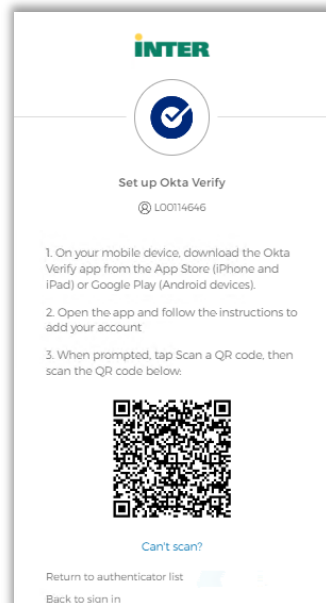 INTER
Set up Okta Verify
L00114646
1. On your mobile device, download the Okta
Verify app from the App Store (iPhone and
iPad) or Google Play (Android devices).
2. Open the app and follow the instructions to
add your account
3. When prompted, tap Scan a QR code, then
scan the QR code below:
Can't scan?
Return to authenticator list
Back to sign in